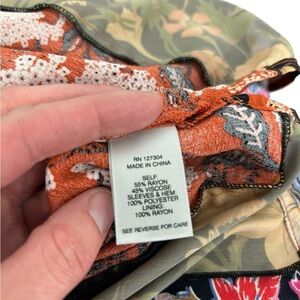 RN 127304
MADE IN CHINA
SELF:
55% RAYON
45% VISCOSE
SLEEVES & HEM:
100% POLYESTER
LINING:
100% RAYON
SEE REVERSE FOR CARE